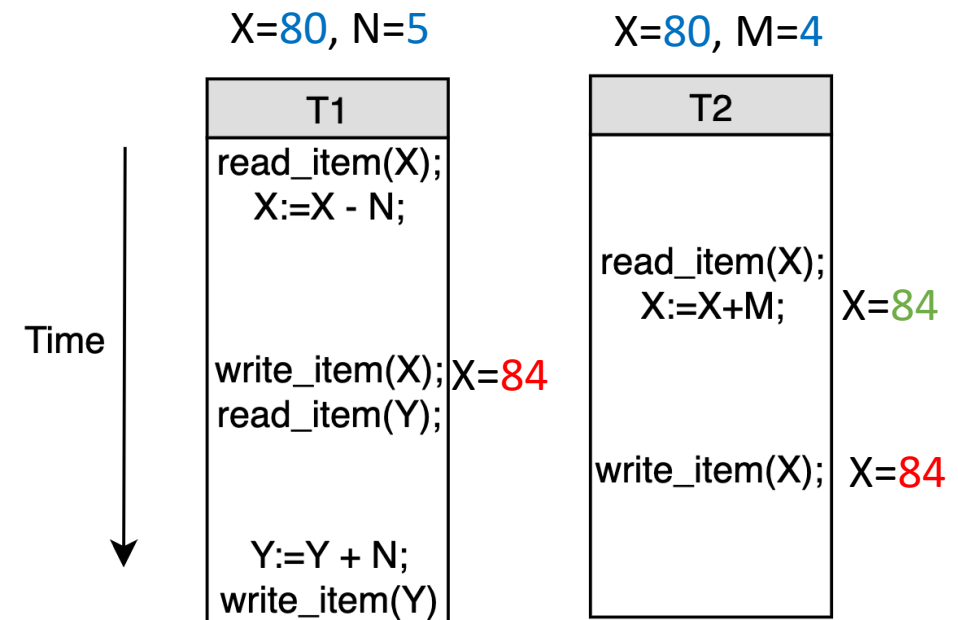 X=80, N=5
T1
read_item(X);
X:=X - N;
write_item(X);
X=84
read_item(Y);
Y:=Y + N;
write_item(Y)
Time
X=80, M=4
T2
read_item(X);
X:=X+M;
X=84
write_item(X);
X=84